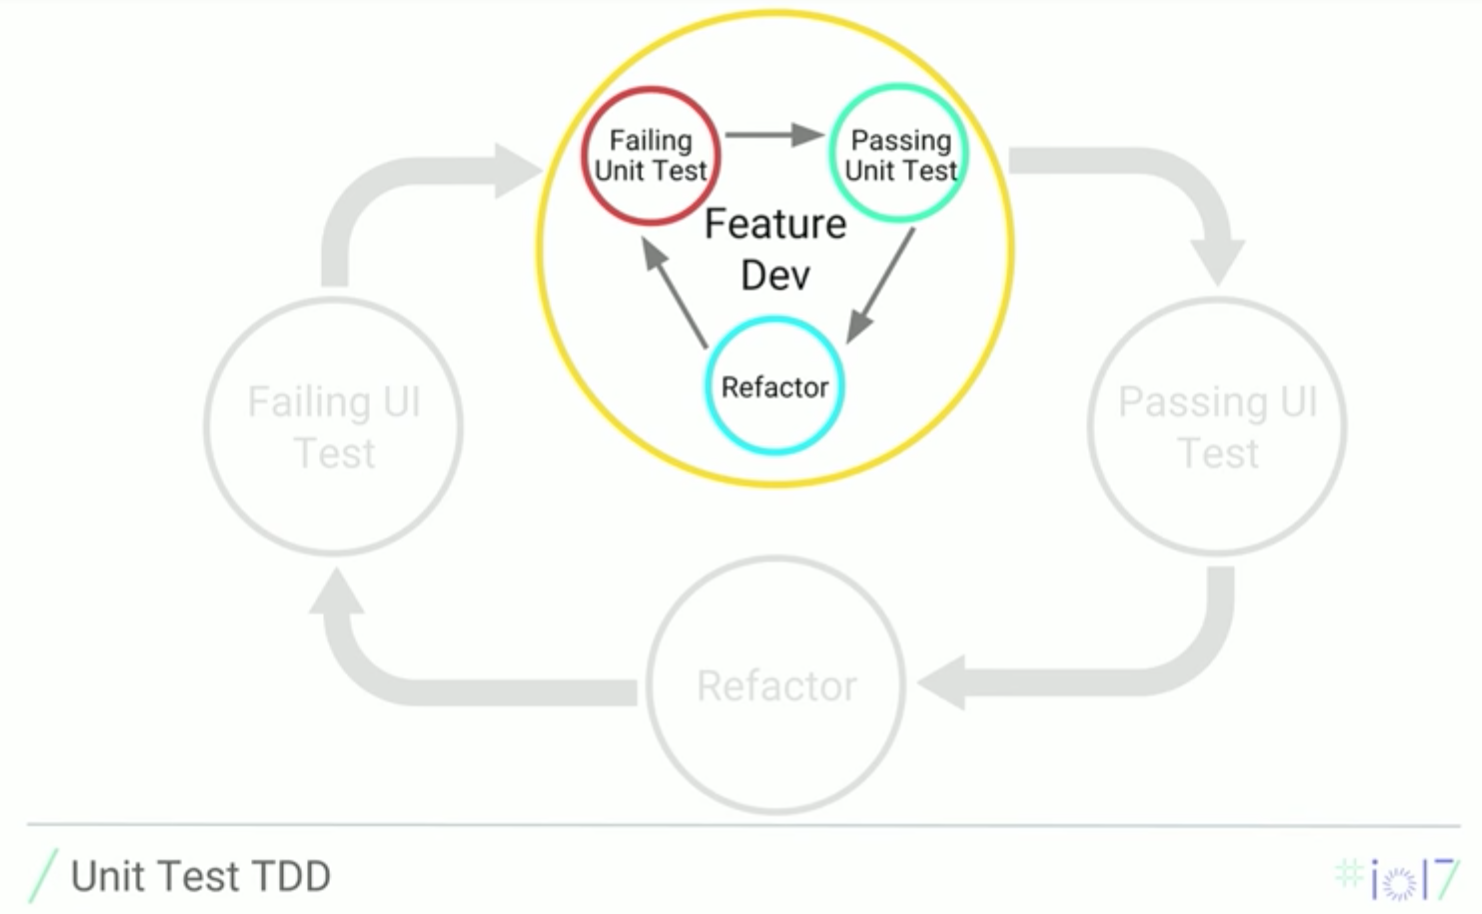 Failing
Unit Test
Passing
Unit Test
Feature
Dev
Refactor
Failing UI
Test
Passing UI
Test
Refactor
Unit Test TDD
#io17